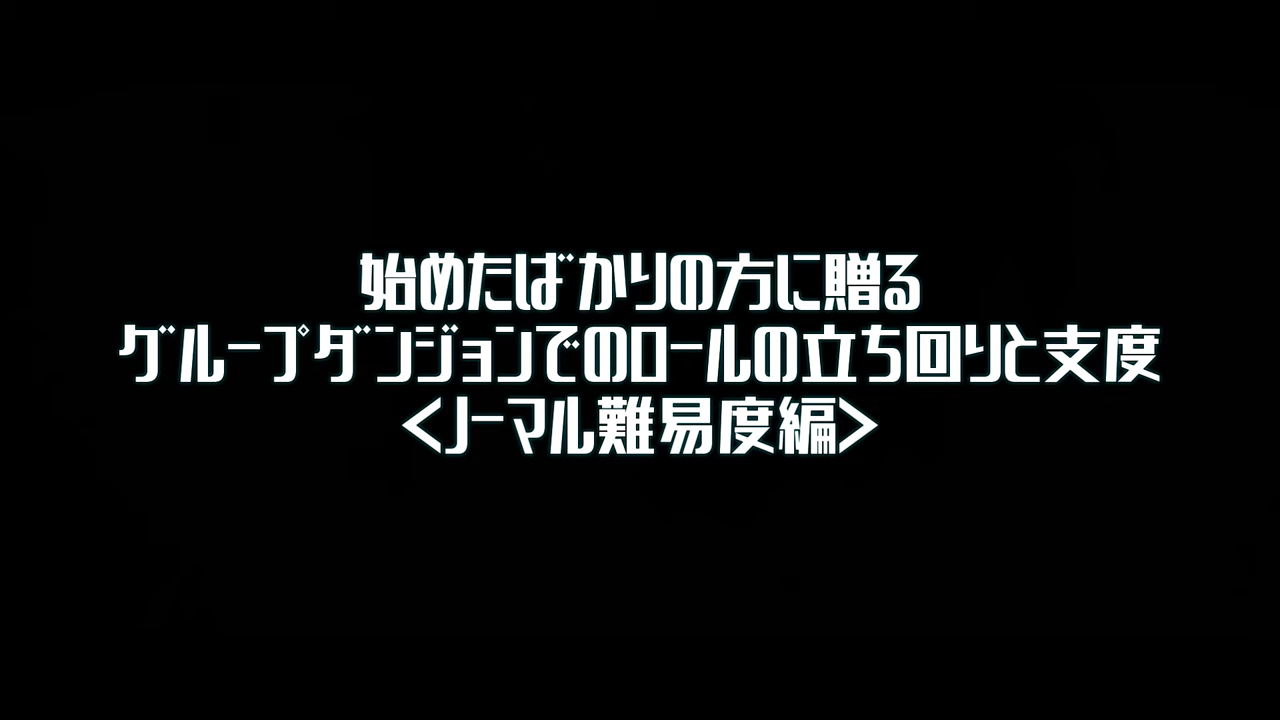 始めたばかりの方に贈る
グループダンジョンでのロールの立ち回りと支度
<ノーマル難易度編>